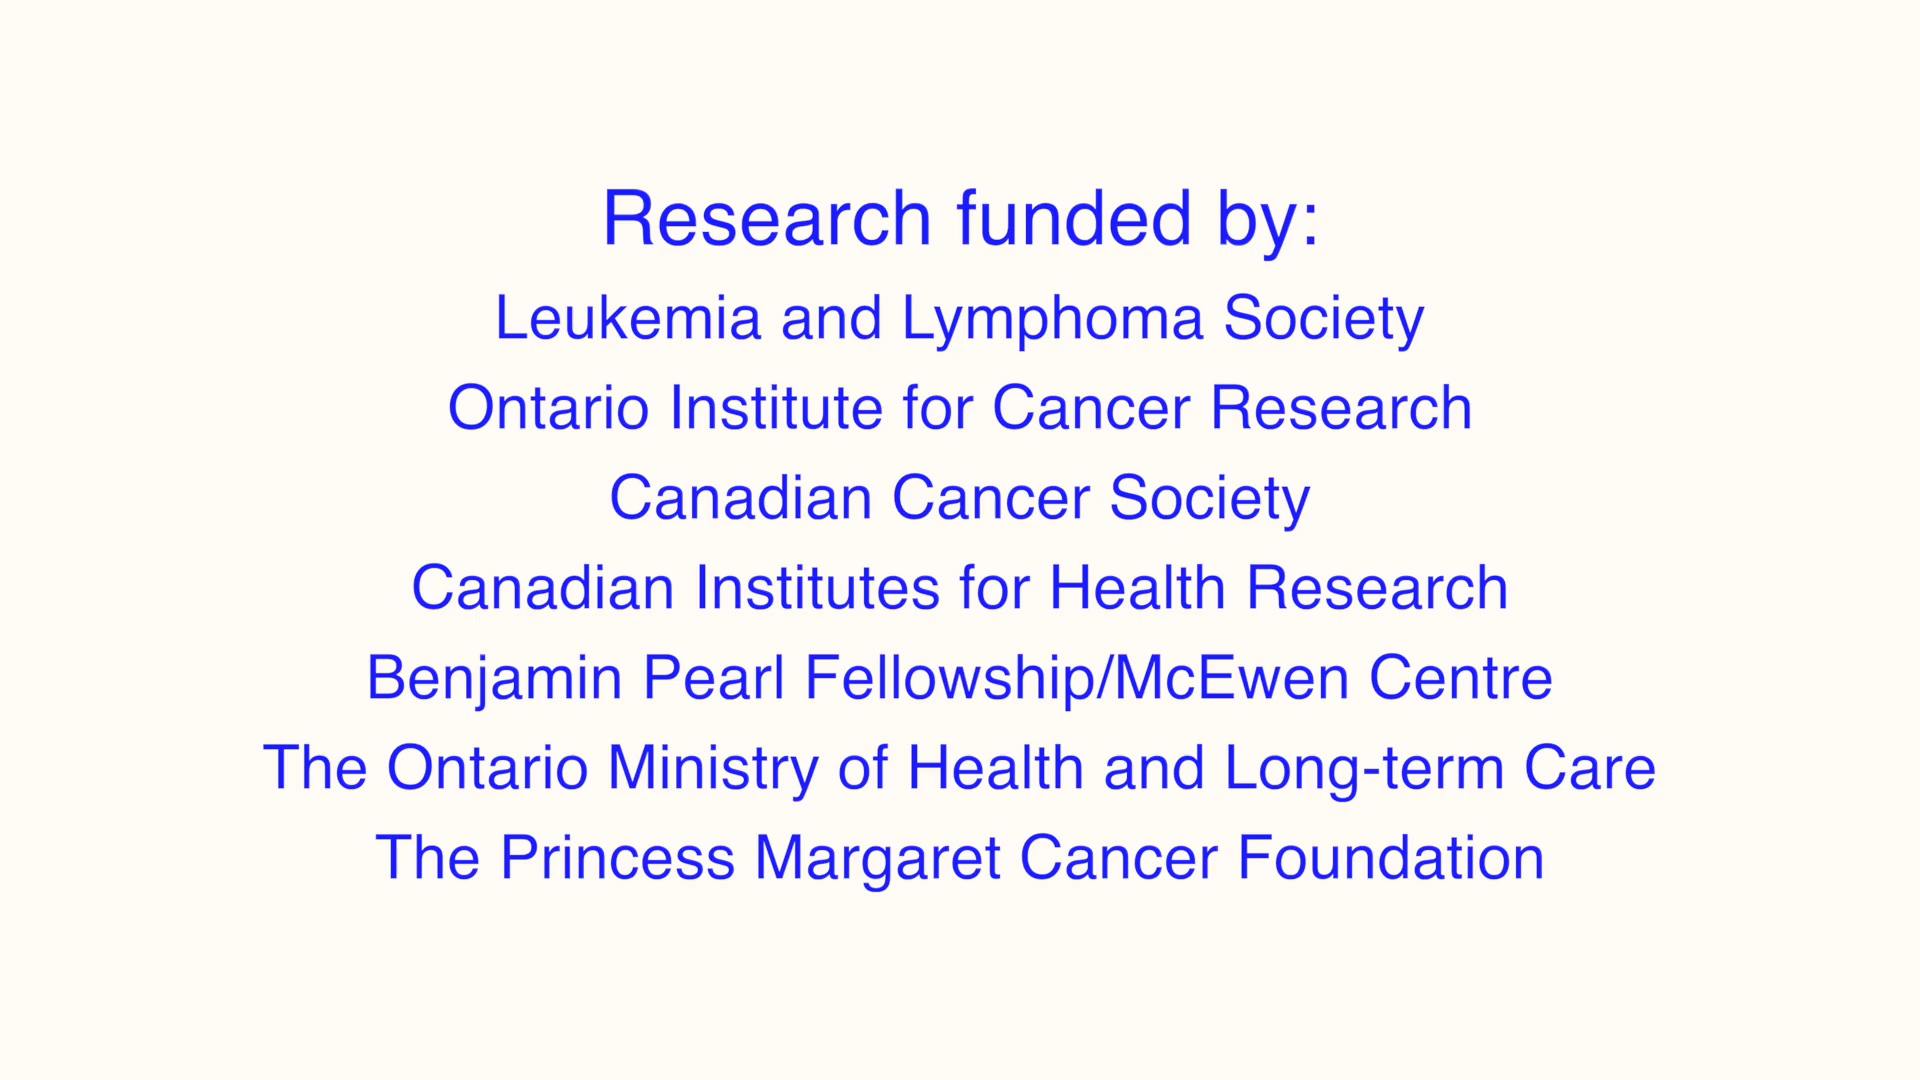 Research funded by:
Leukemia and Lymphoma Society
Ontario Institute for Cancer Research
Canadian Cancer Society
Canadian Institutes for Health Research
Benjamin Pearl Fellowship/McEwen Centre
The Ontario Ministry of Health and Long-term Care
The Princess Margaret Cancer Foundation